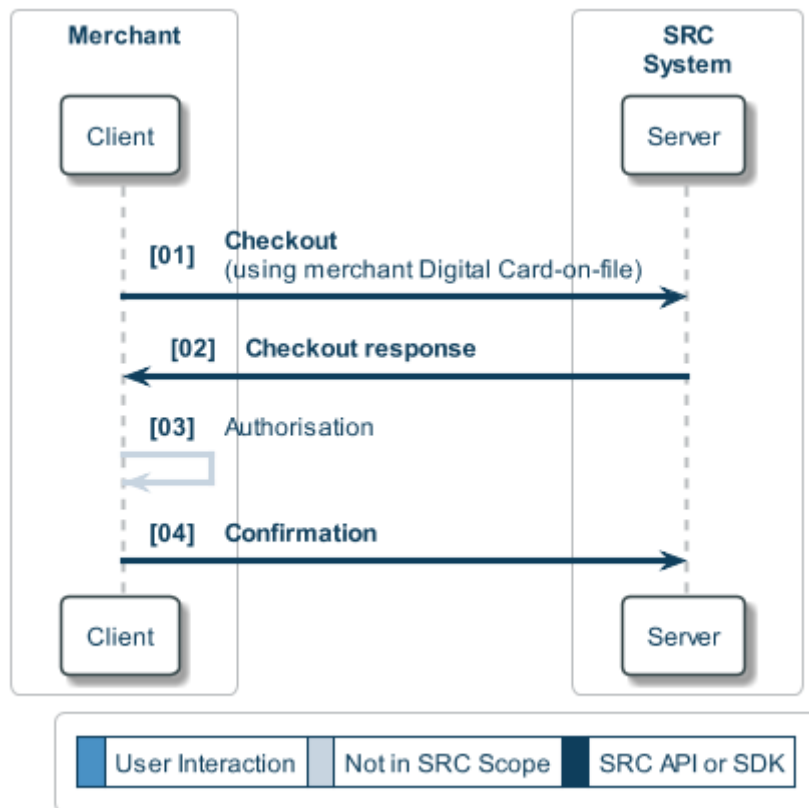 Merchant
SRC
System
Client
Server
[01] Checkout
(using merchant Digital Card-on-file)
[02] Checkout response
[03] Authorisation
[04] Confirmation
Client
Server
User Interaction
Not in SRC Scope
SRC API or SDK